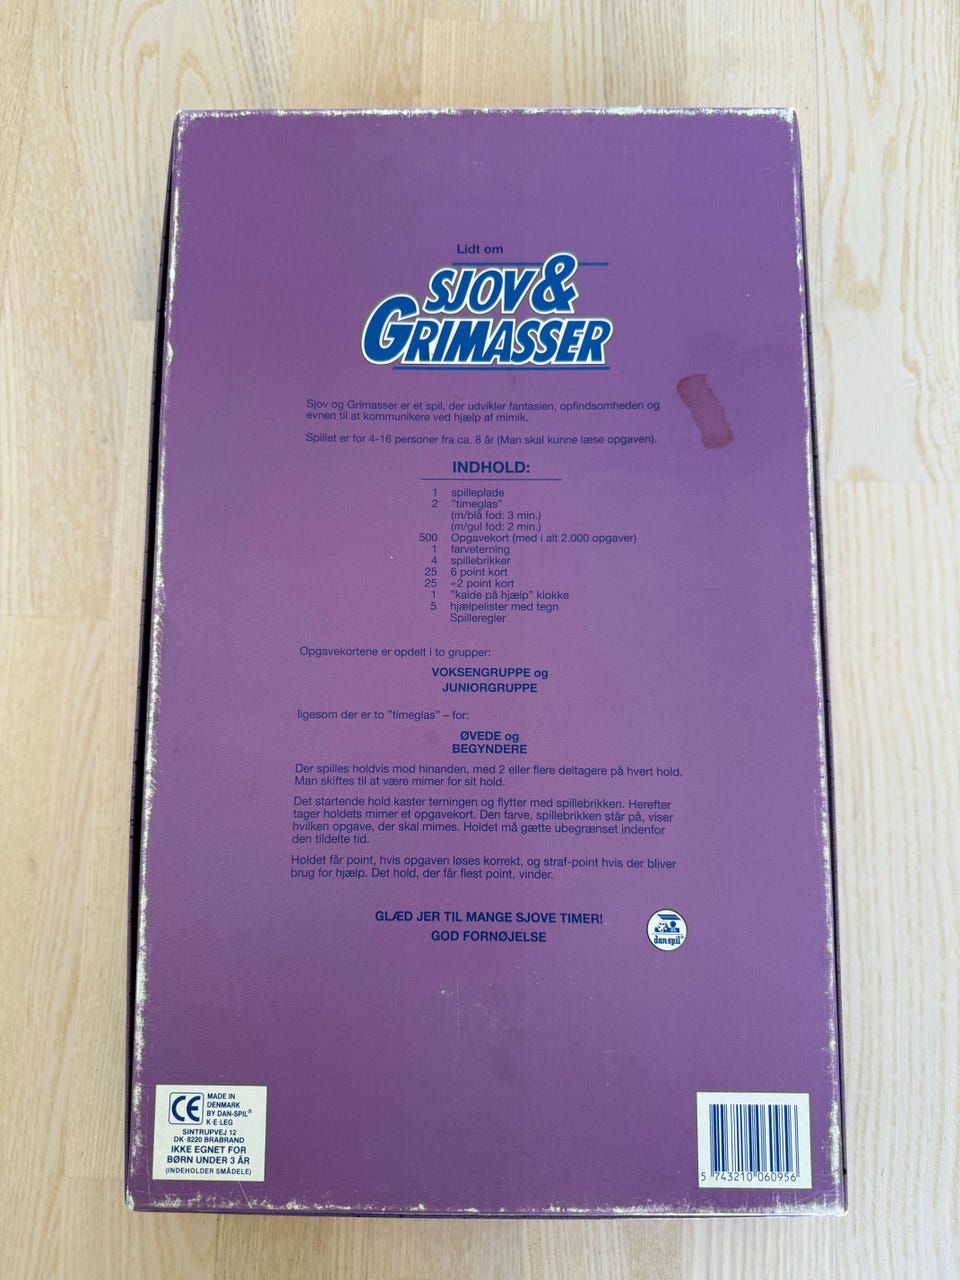 Lidt om
SJOV &
GRIMASSER
Sjov og Grimasser er et spil, der udvikler fantasien, opfindsomheden og
evnen til at kommunikere ved hjælp af mimik.
Spillet er for 4-16 personer fra ca. 8 år (Man skal kunne læse opgaven).
INDHOLD:
1 spilleplade
2 "timeglas"
(m/blå fod: 3 min.)
(m/gul fod: 2 min.)
500 Opgavekort (med i alt 2.000 opgaver)
1 farveterning
4 spillebrikker
25 6 point kort
25 ÷2 point kort
1 "kalde på hjælp" klokke
5 hjælpelister med tegn
Spilleregler
Opgavekortene er opdelt i to grupper:
VOKSENGRUPPE og
JUNIORGRUPPE
ligesom der er to "timeglas" – for:
ØVEDE og
BEGYNDERE
Der spilles holdvis mod hinanden, med 2 eller flere deltagere på hvert hold.
Man skiftes til at være mimer for sit hold.
Det startende hold kaster terningen og flytter med spillebrikken. Herefter
tager holdets mimer et opgavekort. Den farve, spillebrikken står på, viser
hvilken opgave, der skal mimes. Holdet må gætte ubegrænset indenfor
den tildelte tid.
Holdet får point, hvis opgaven løses korrekt, og straf-point hvis der bliver
brug for hjælp. Det hold, der får flest point, vinder.
GLÆD JER TIL MANGE SJOVE TIMER!
GOD FORNØJELSE
dan-spil®
CE
MADE IN
DENMARK
BY DAN-SPIL®
K·E·LEG
SINTRUPVEJ 12
DK-8220 BRABRAND
IKKE EGNET FOR
BØRN UNDER 3 ÅR
(INDEHOLDER SMÅDELE)
5 743210 060956